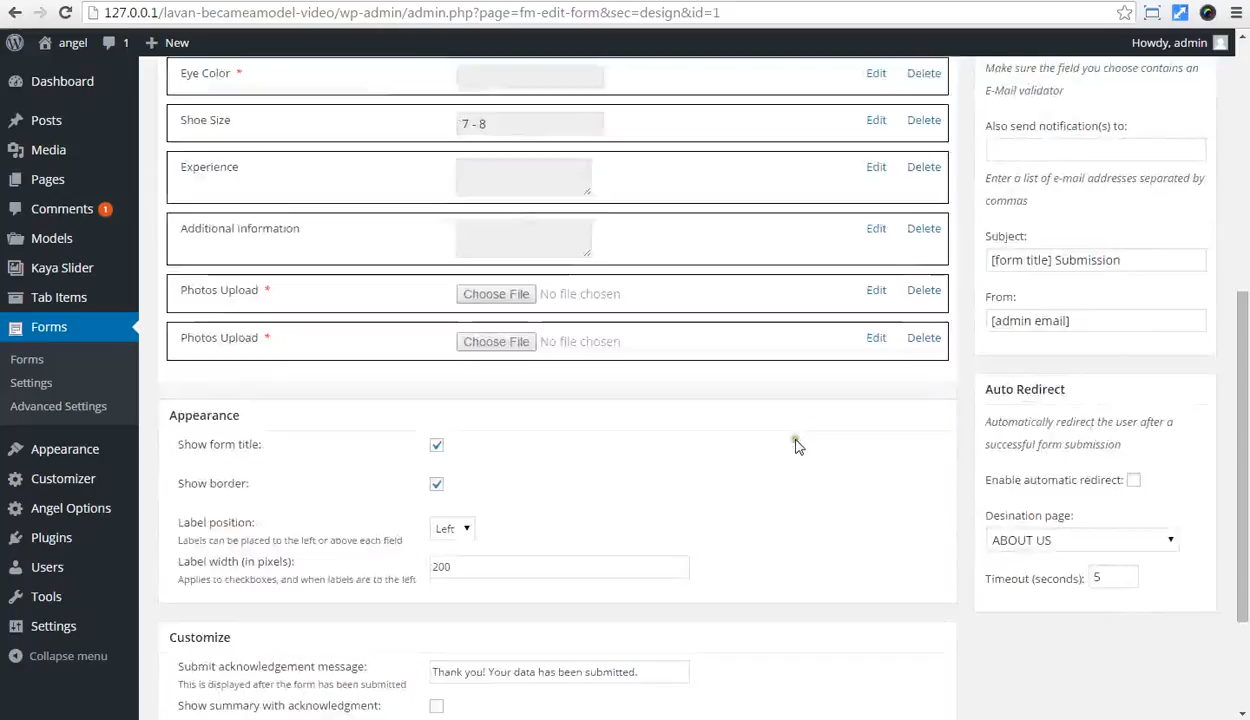 127.0.0.1/lavan-becameamodel-video/wp-admin/admin.php?page=fm-edit-form&sec=design&id=1
angel 1 New Howdy, admin
Dashboard
Posts
Media
Pages
Comments 1
Models
Kaya Slider
Tab Items
Forms
Forms
Settings
Advanced Settings
Appearance
Customizer
Angel Options
Plugins
Users
Tools
Settings
Collapse menu
Eye Color * Edit Delete
Shoe Size 7 - 8 Edit Delete
Experience Edit Delete
Additional information Edit Delete
Photos Upload * Choose File No file chosen Edit Delete
Photos Upload * Choose File No file chosen Edit Delete
Appearance
Show form title:
Show border:
Label position: Left
Labels can be placed to the left or above each field
Label width (in pixels): 200
Applies to checkboxes, and when labels are to the left
Customize
Submit acknowledgement message: Thank you! Your data has been submitted.
This is displayed after the form has been submitted
Show summary with acknowledgment:
Make sure the field you choose contains an
E-Mail validator
Also send notification(s) to:
Enter a list of e-mail addresses separated by
commas
Subject:
[form title] Submission
From:
[admin email]
Auto Redirect
Automatically redirect the user after a
successful form submission
Enable automatic redirect:
Desination page:
ABOUT US
Timeout (seconds): 5